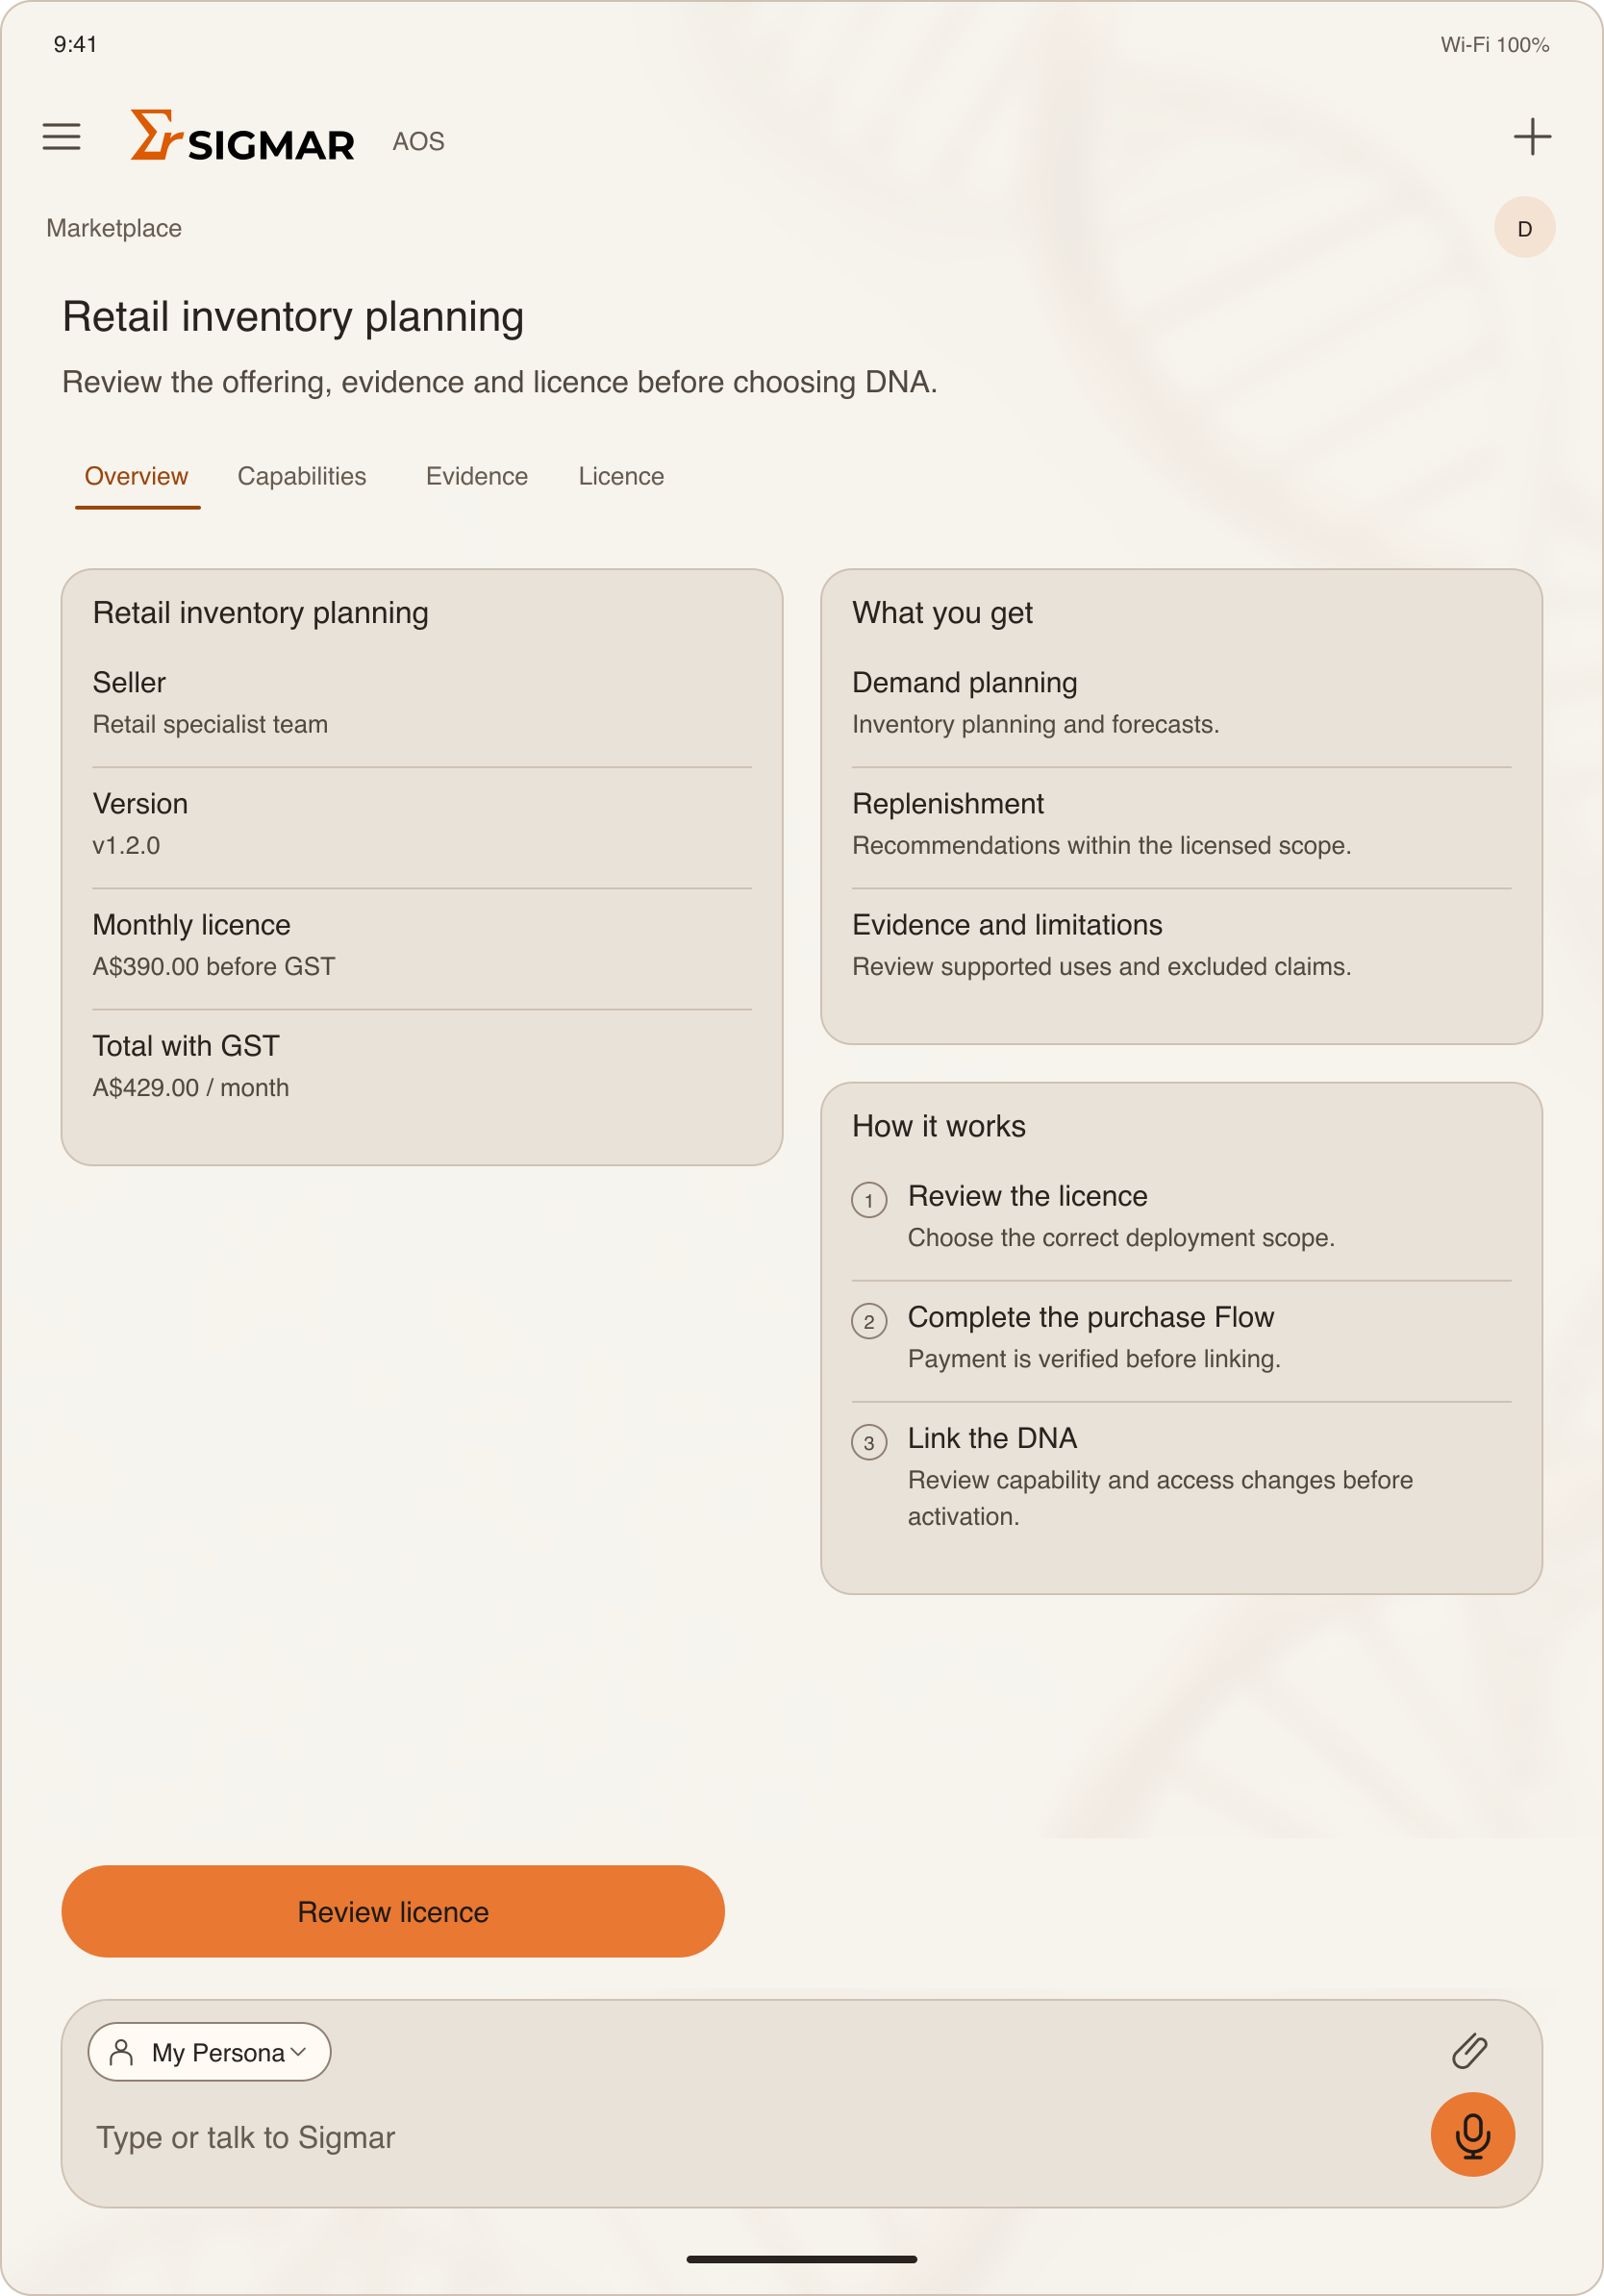 9:41
Wi-Fi 100%
Σr SIGMAR AOS
Marketplace
D
Retail inventory planning
Review the offering, evidence and licence before choosing DNA.
Overview Capabilities Evidence Licence
Retail inventory planning
Seller
Retail specialist team
Version
v1.2.0
Monthly licence
A$390.00 before GST
Total with GST
A$429.00 / month
What you get
Demand planning
Inventory planning and forecasts.
Replenishment
Recommendations within the licensed scope.
Evidence and limitations
Review supported uses and excluded claims.
How it works
1 Review the licence
Choose the correct deployment scope.
2 Complete the purchase Flow
Payment is verified before linking.
3 Link the DNA
Review capability and access changes before
activation.
Review licence
My Persona
Type or talk to Sigmar